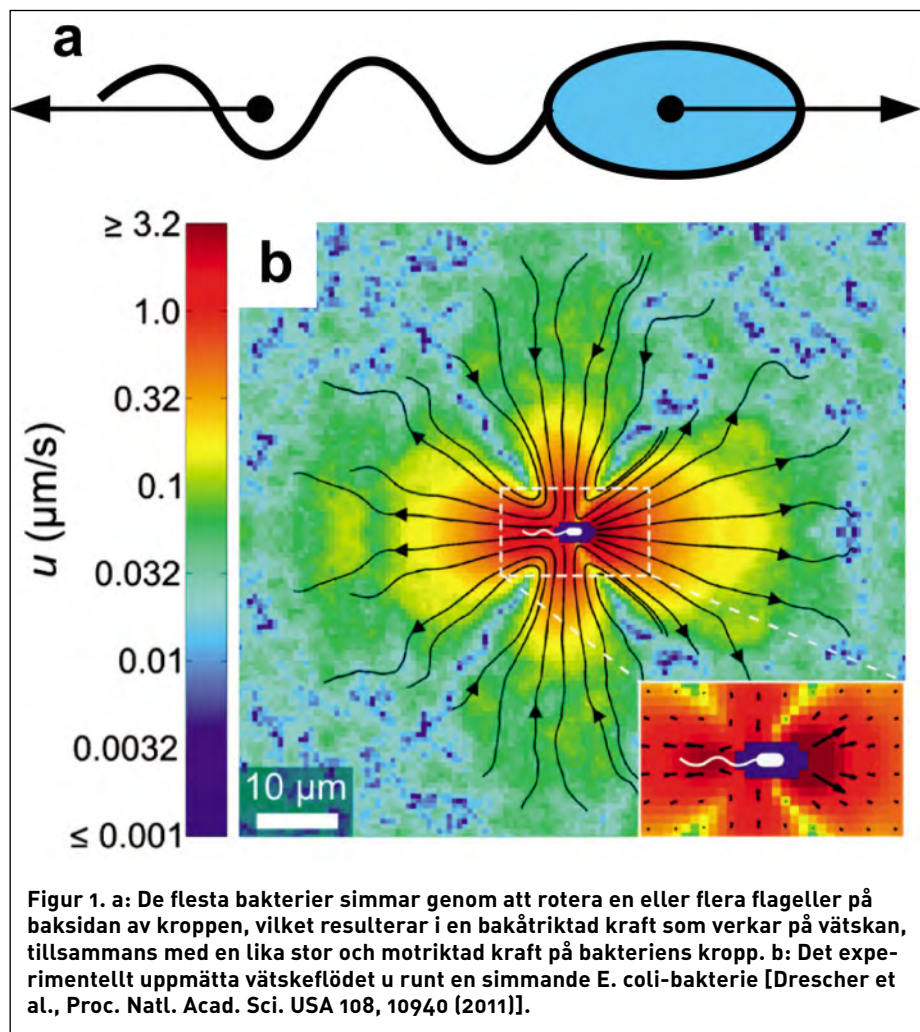 a
b
≥ 3.2
1.0
0.32
0.1
0.032
0.01
0.0032
≤ 0.001
u (µm/s)
10 µm
Figur 1. a: De flesta bakterier simmar genom att rotera en eller flera flageller på
baksidan av kroppen, vilket resulterar i en bakåtriktad kraft som verkar på vätskan,
tillsammans med en lika stor och motriktad kraft på bakteriens kropp. b: Det expe-
rimentellt uppmätta vätskeflödet u runt en simmande E. coli-bakterie [Drescher et
al., Proc. Natl. Acad. Sci. USA 108, 10940 (2011)].